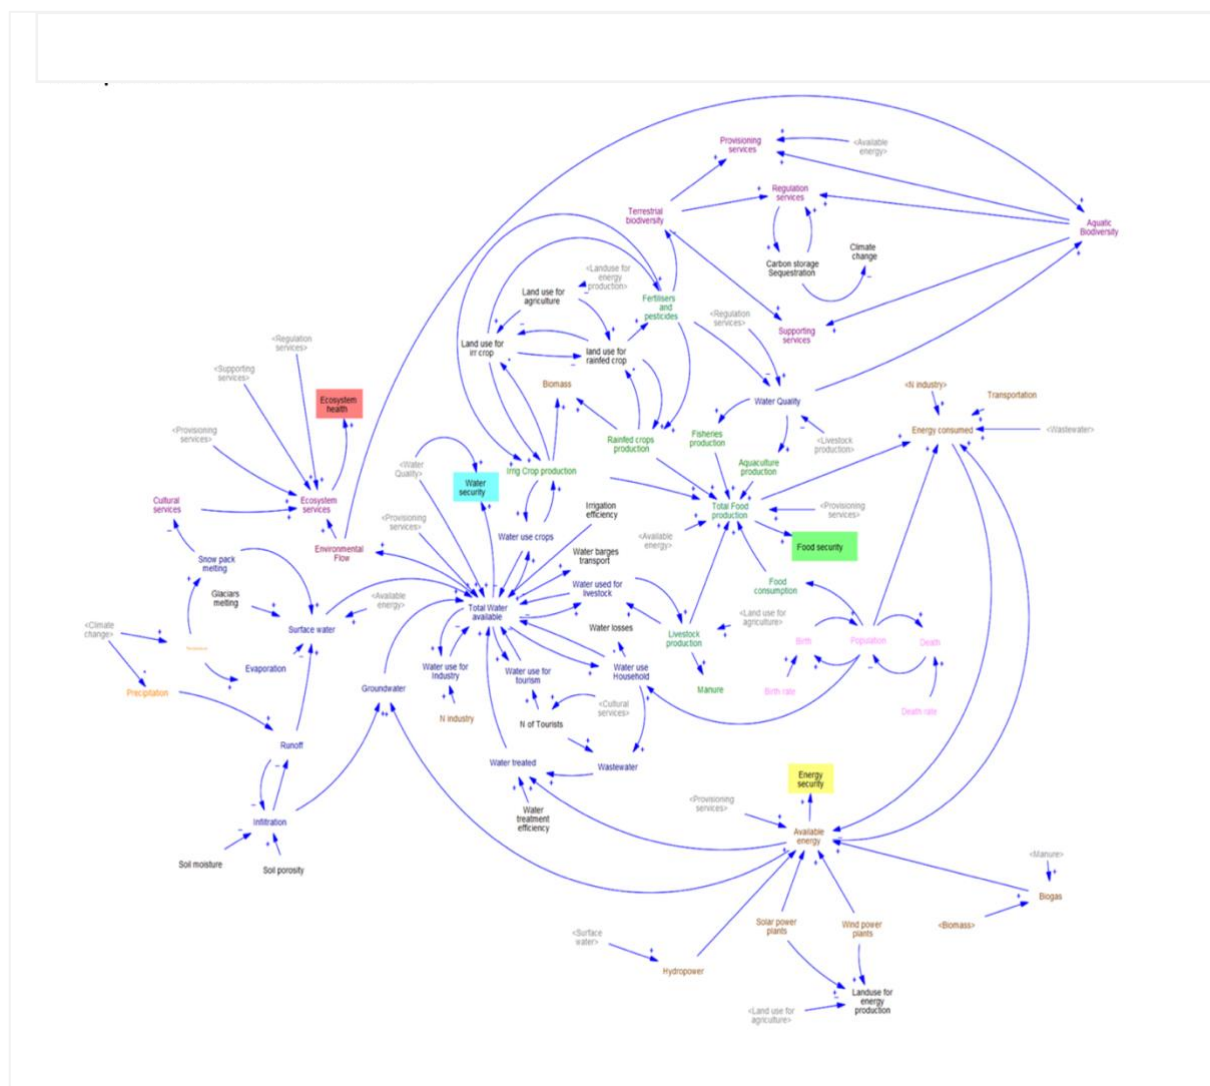 Provisioning
services
<Available
energy>
Regulation
services
Terrestrial
biodiversity
Aquatic
Biodiversity
Climate
change
Carbon storage
Sequestration
<Landuse for
energy
production>
Land use for
agriculture
Fertilisers
and
pesticides
<Regulation
services>
Supporting
services
<Regulation
services>
Land use for
irr crop
land use for
rainfed crop
<Supporting
services>
Ecosystem
health
Biomass
Water Quality
<N industry>
Transportation
<Provisioning
services>
Rainfed crops
production
Fisheries
production
<Livestock
production>
Energy consumed
<Wastewater>
<Water
Quality>
Water
security
Irrig Crop production
Aquaculture
production
Cultural
services
Ecosystem
services
Irrigation
efficiency
Total Food
production
<Provisioning
services>
<Provisioning
services>
Water use crops
<Available
energy>
Food security
Environmental
Flow
Snow pack
melting
Water barges
transport
Water used for
livestock
Food
consumption
Glaciars
melting
<Available
energy>
Total Water
available
<Land use for
agriculture>
<Climate
change>
Surface water
Water losses
Livestock
production
Birth
Population
Death
Evaporation
Water use for
Industry
Water use for
tourism
Water use
Household
Precipitation
Groundwater
Manure
Birth rate
Death rate
N industry
N of Tourists
<Cultural
services>
Runoff
Water treated
Wastewater
Energy
security
<Provisioning
services>
Water
treatment
efficiency
Infiltration
Available
energy
Soil moisture
Soil porosity
<Manure>
Biogas
Solar power
plants
Wind power
plants
<Biomass>
<Surface
water>
Hydropower
Landuse for
energy
production
<Land use for
agriculture>